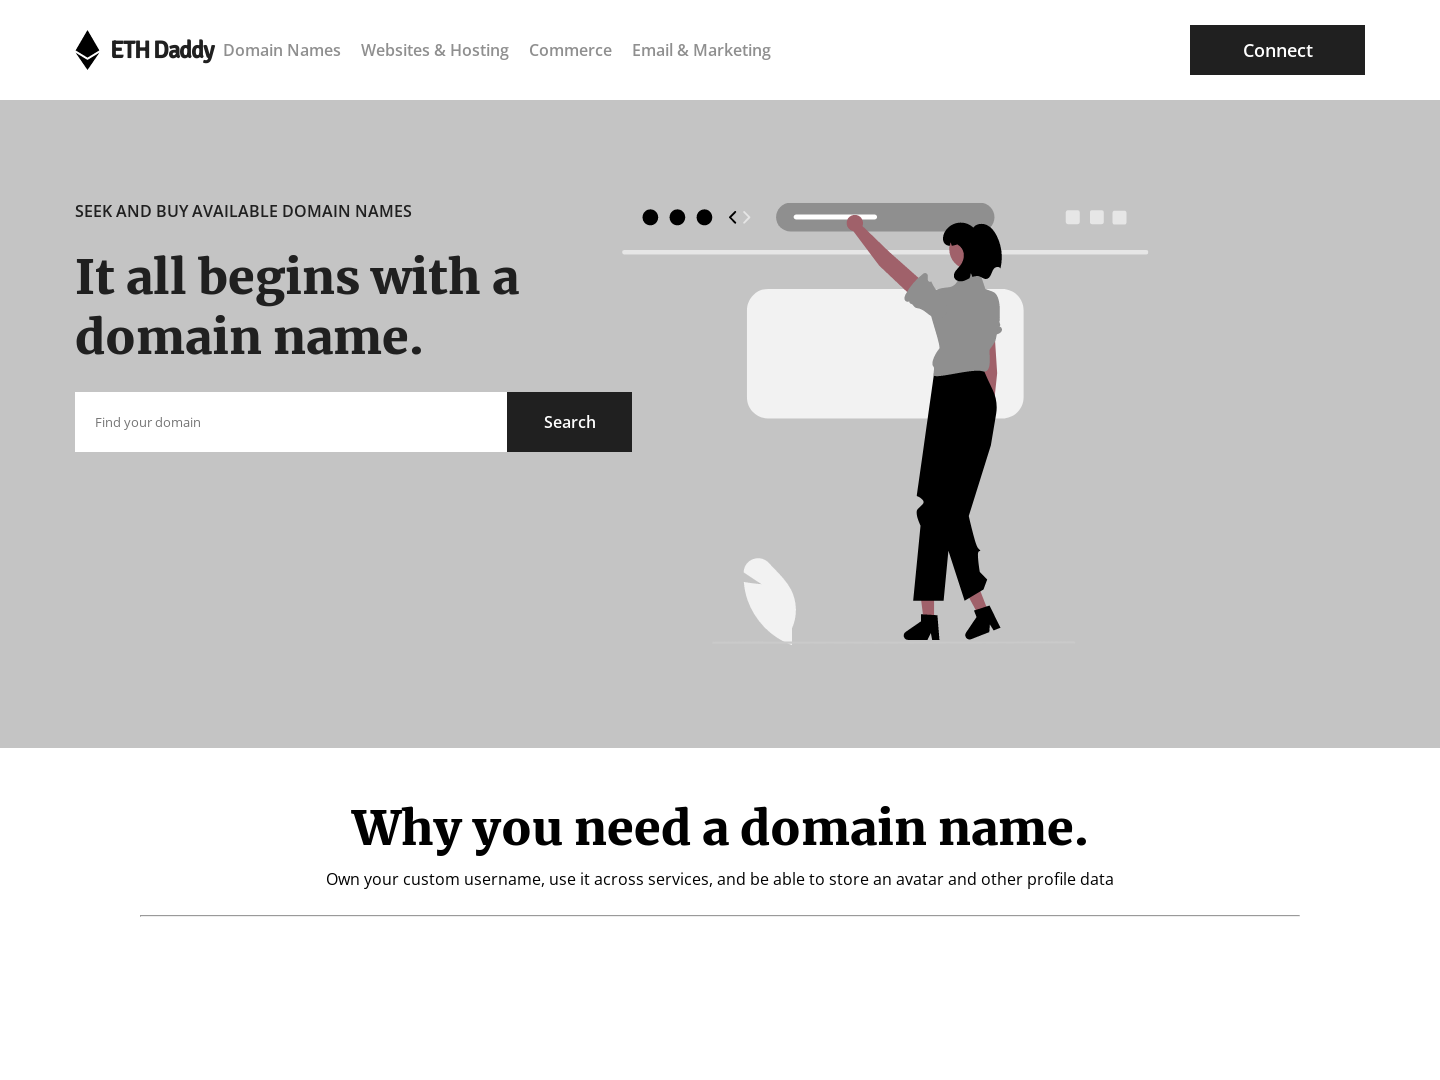 ETH Daddy
Domain Names
Websites & Hosting
Commerce
Email & Marketing
Connect
SEEK AND BUY AVAILABLE DOMAIN NAMES
It all begins with a
domain name.
Find your domain
Search
Why you need a domain name.
Own your custom username, use it across services, and be able to store an avatar and other profile data